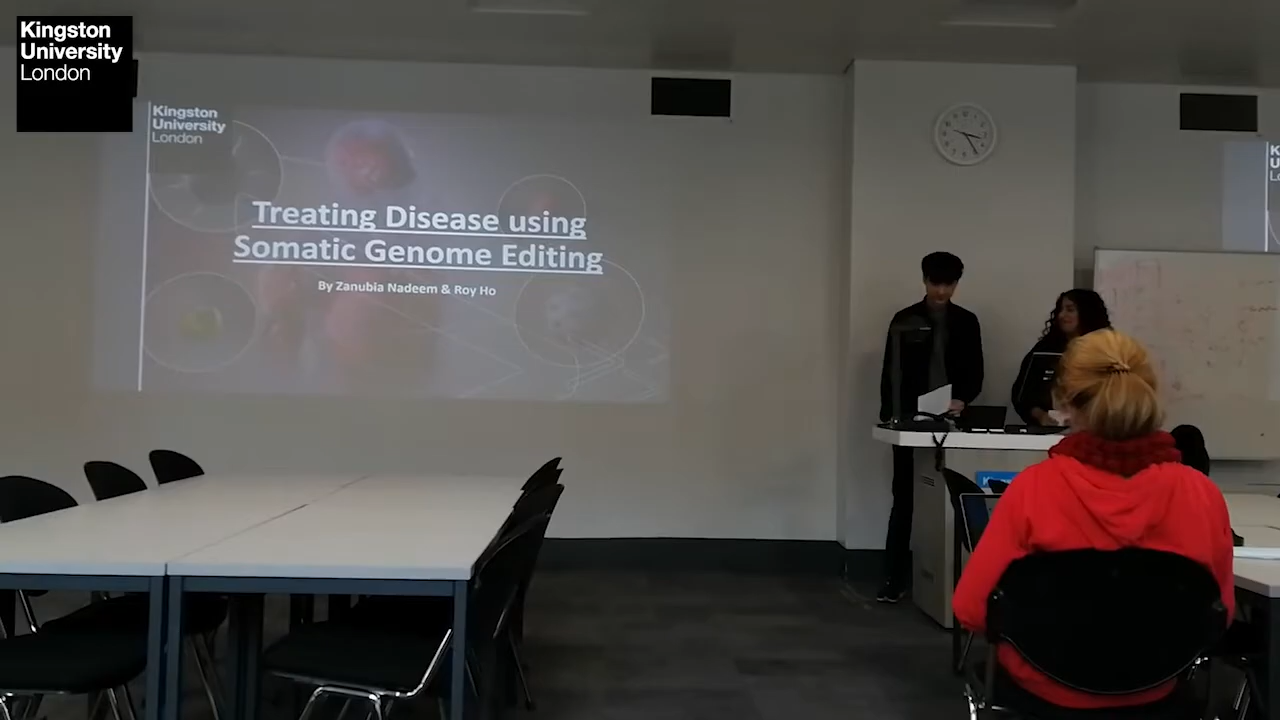 Kingston
University
London
Kingston
University
London
Treating Disease using
Somatic Genome Editing
By Zanubia Nadeem & Roy Ho